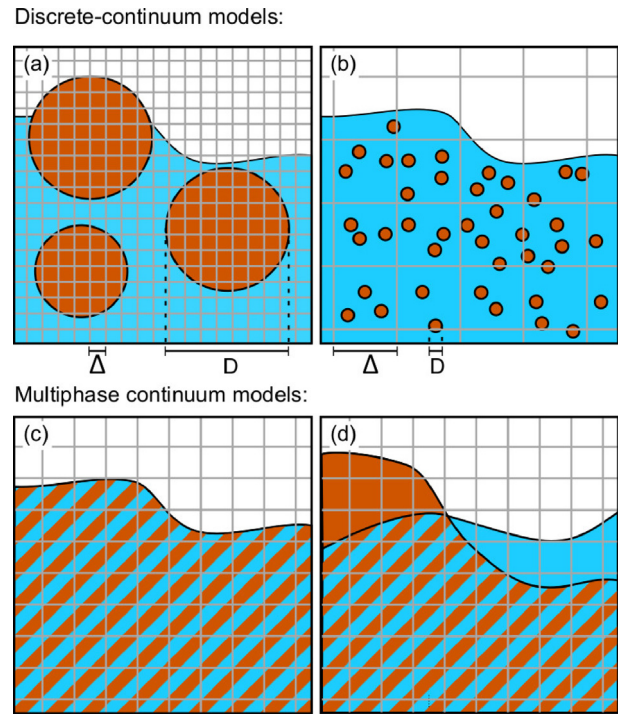 Discrete-continuum models:
(a) (b)
Δ D Δ D
Multiphase continuum models:
(c) (d)